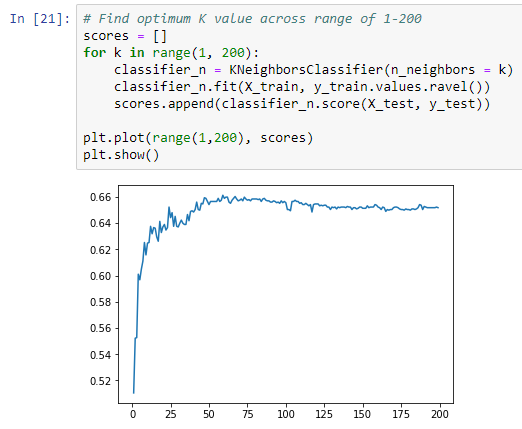 In [21]: # Find optimum K value across range of 1-200
scores = []
for k in range(1, 200):
    classifier_n = KNeighborsClassifier(n_neighbors = k)
    classifier_n.fit(X_train, y_train.values.ravel())
    scores.append(classifier_n.score(X_test, y_test))

plt.plot(range(1,200), scores)
plt.show()
0.66
0.64
0.62
0.60
0.58
0.56
0.54
0.52
0 25 50 75 100 125 150 175 200